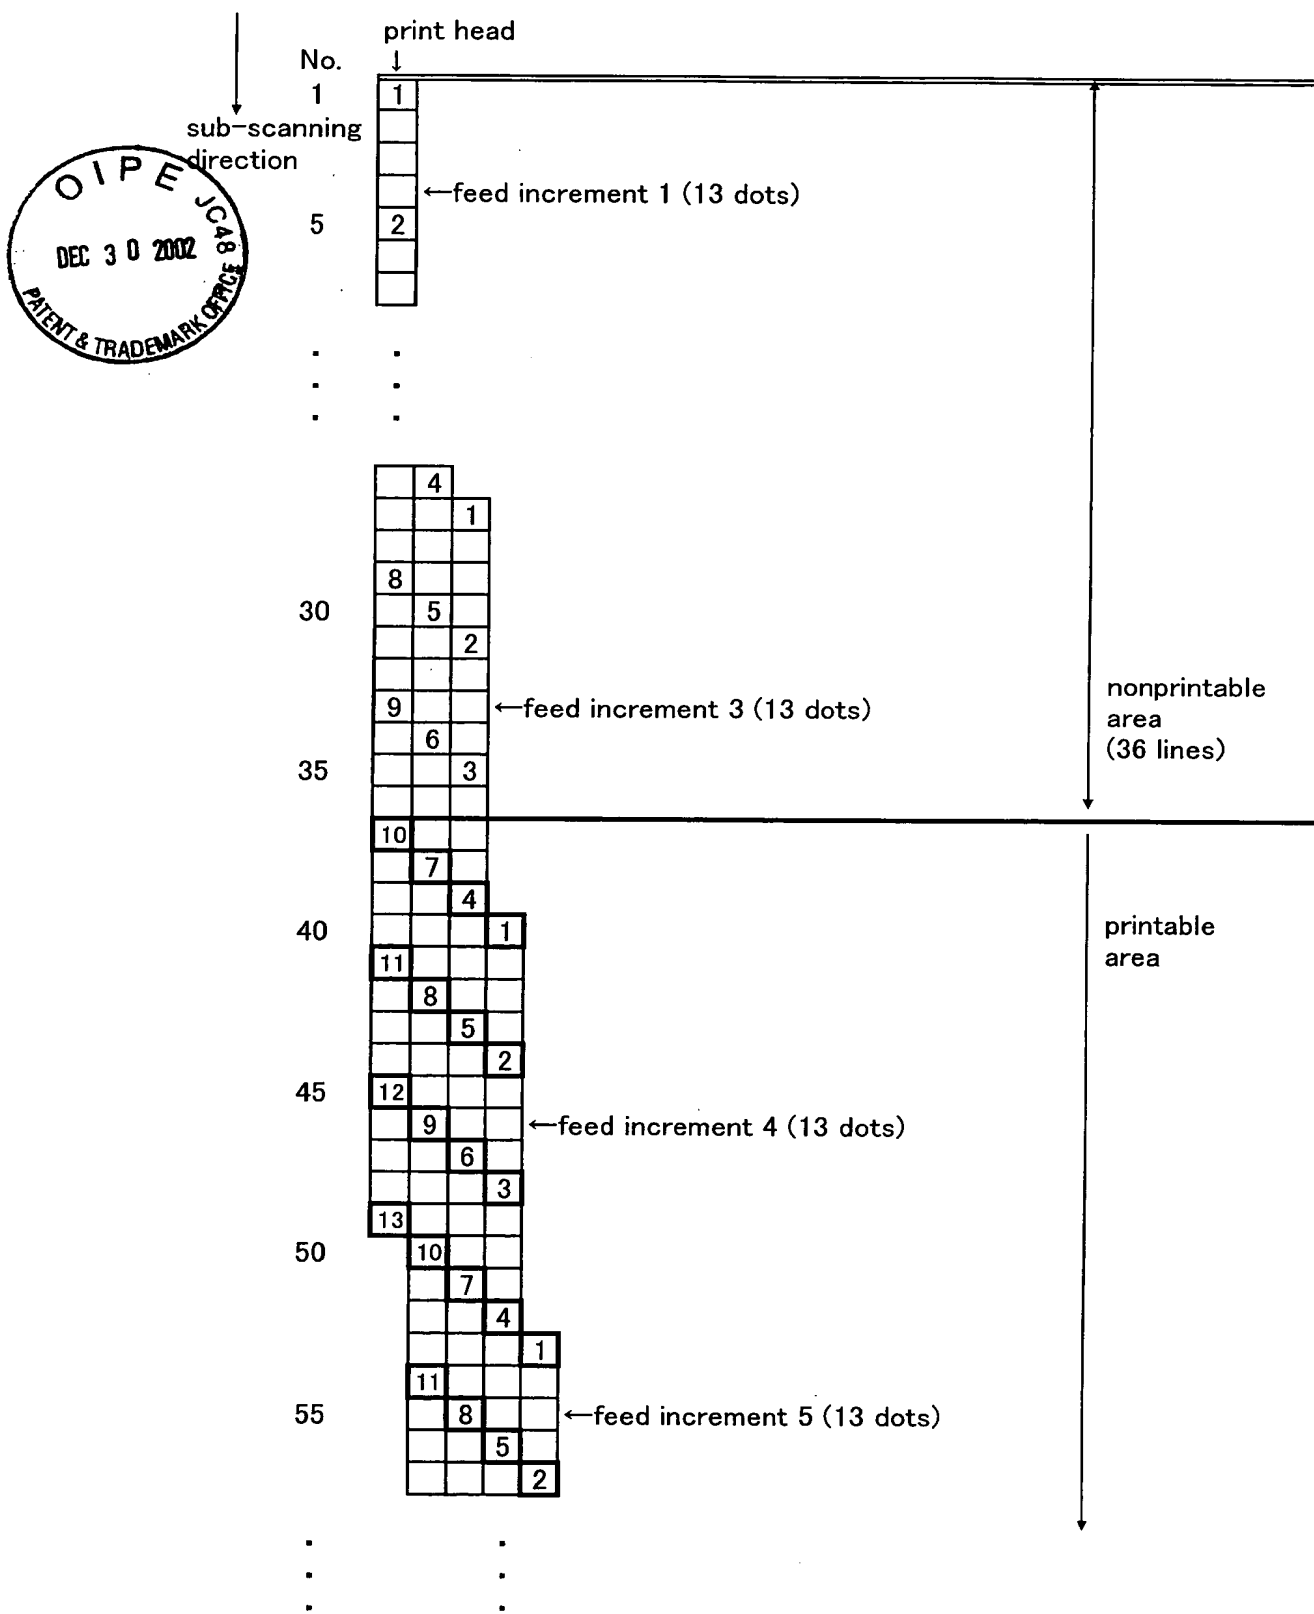 print head
No.
↓
1 1
sub-scanning
direction
←feed increment 1 (13 dots)
5 2
OIPE JC48
DEC 30 2002
PATENT & TRADEMARK OFFICE
4
1
8
30 5
2
nonprintable
area
(36 lines)
9 ←feed increment 3 (13 dots)
6
35 3
10
7
4
40 1
printable
area
11
8
5
2
45 12
9 ←feed increment 4 (13 dots)
6
3
13
50 10
7
4
1
11
55 8 ←feed increment 5 (13 dots)
5
2